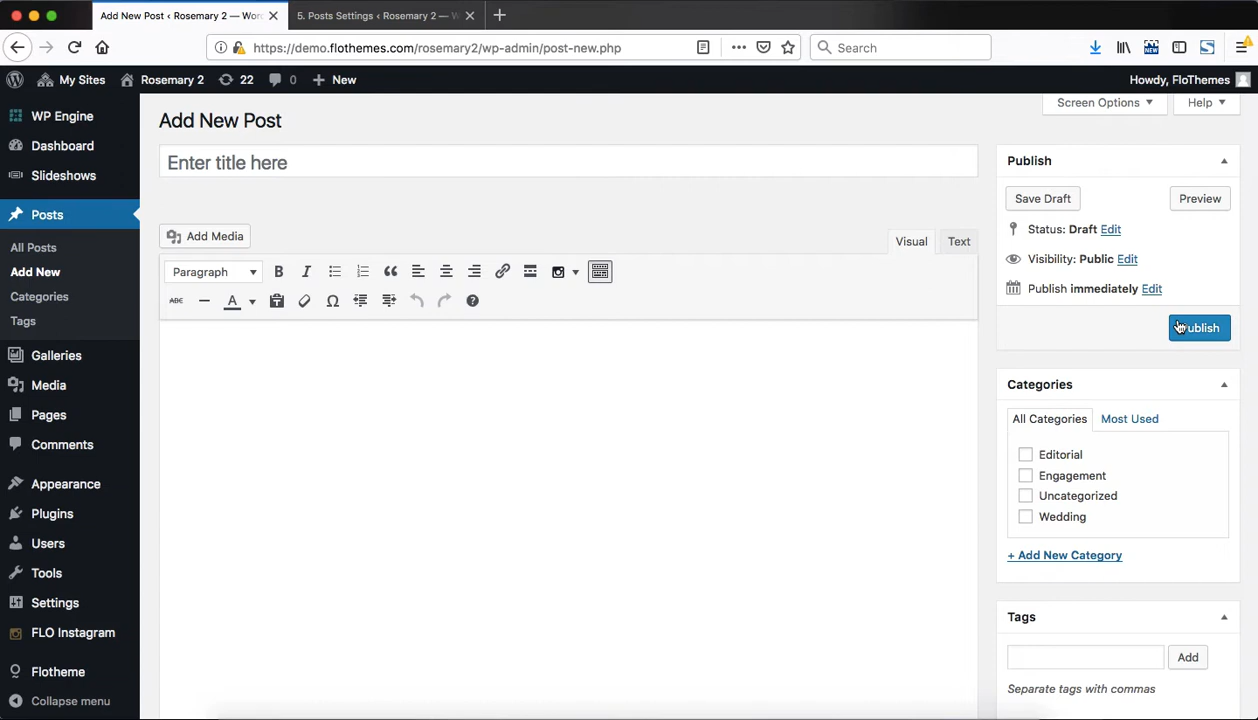 Add New Post ‹ Rosemary 2 — Wor
5. Posts Settings ‹ Rosemary 2 — W
https://demo.flothemes.com/rosemary2/wp-admin/post-new.php
Search
NEW
My Sites
Rosemary 2
22
0
New
Howdy, FloThemes
WP Engine
Dashboard
Slideshows
Posts
All Posts
Add New
Categories
Tags
Galleries
Media
Pages
Comments
Appearance
Plugins
Users
Tools
Settings
FLO Instagram
Flotheme
Collapse menu
Screen Options
Help
Add New Post
Enter title here
Add Media
Visual
Text
Paragraph
B
I
ABC
A
Publish
Save Draft
Preview
Status: Draft Edit
Visibility: Public Edit
Publish immediately Edit
Publish
Categories
All Categories
Most Used
Editorial
Engagement
Uncategorized
Wedding
+ Add New Category
Tags
Add
Separate tags with commas